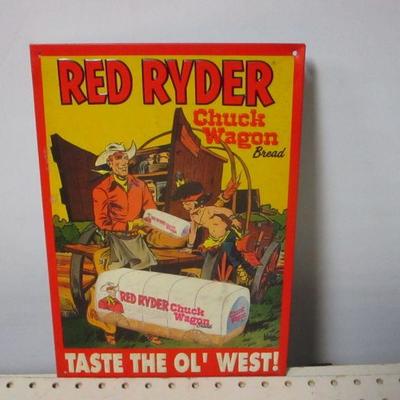 RED RYDER
Chuck
Wagon
Bread
RED RYDER Chuck
Wagon
TASTE THE OL' WEST!